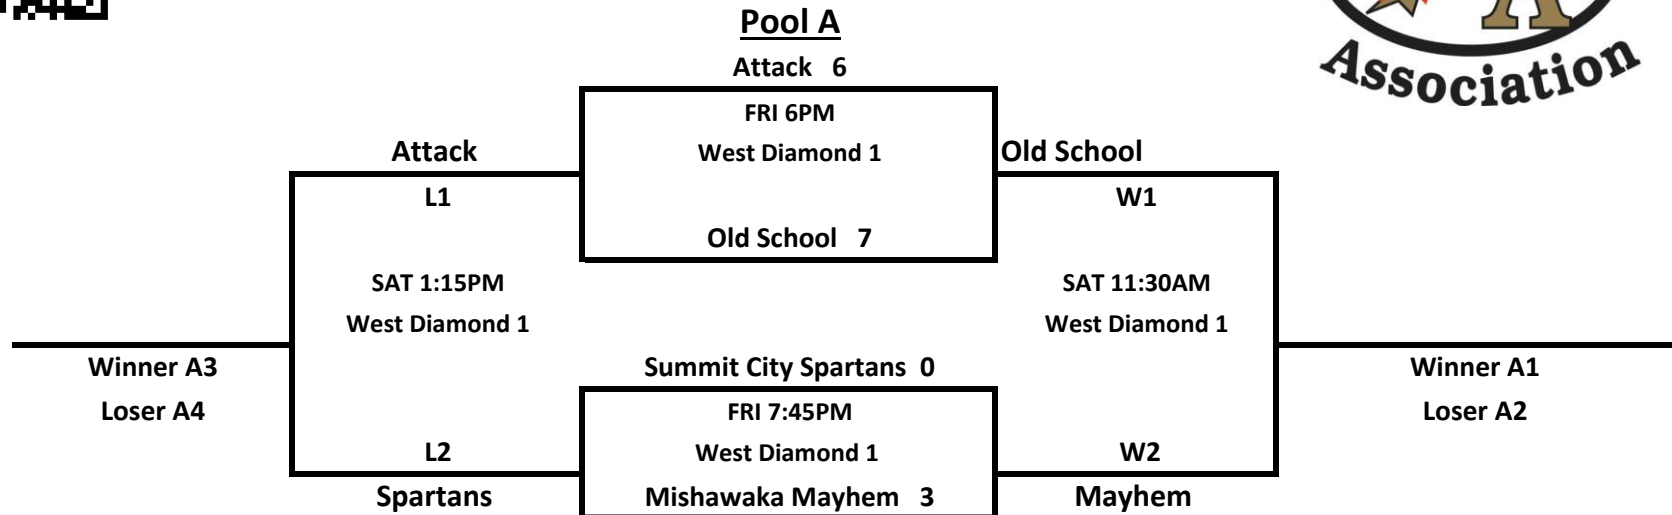 Pool A
Attack 6
FRI 6PM
West Diamond 1
Old School 7
Attack
L1
SAT 1:15PM
West Diamond 1
L2
Spartans
Winner A3
Loser A4
Summit City Spartans 0
FRI 7:45PM
West Diamond 1
Mishawaka Mayhem 3
Old School
W1
SAT 11:30AM
West Diamond 1
W2
Mayhem
Winner A1
Loser A2
A
Association